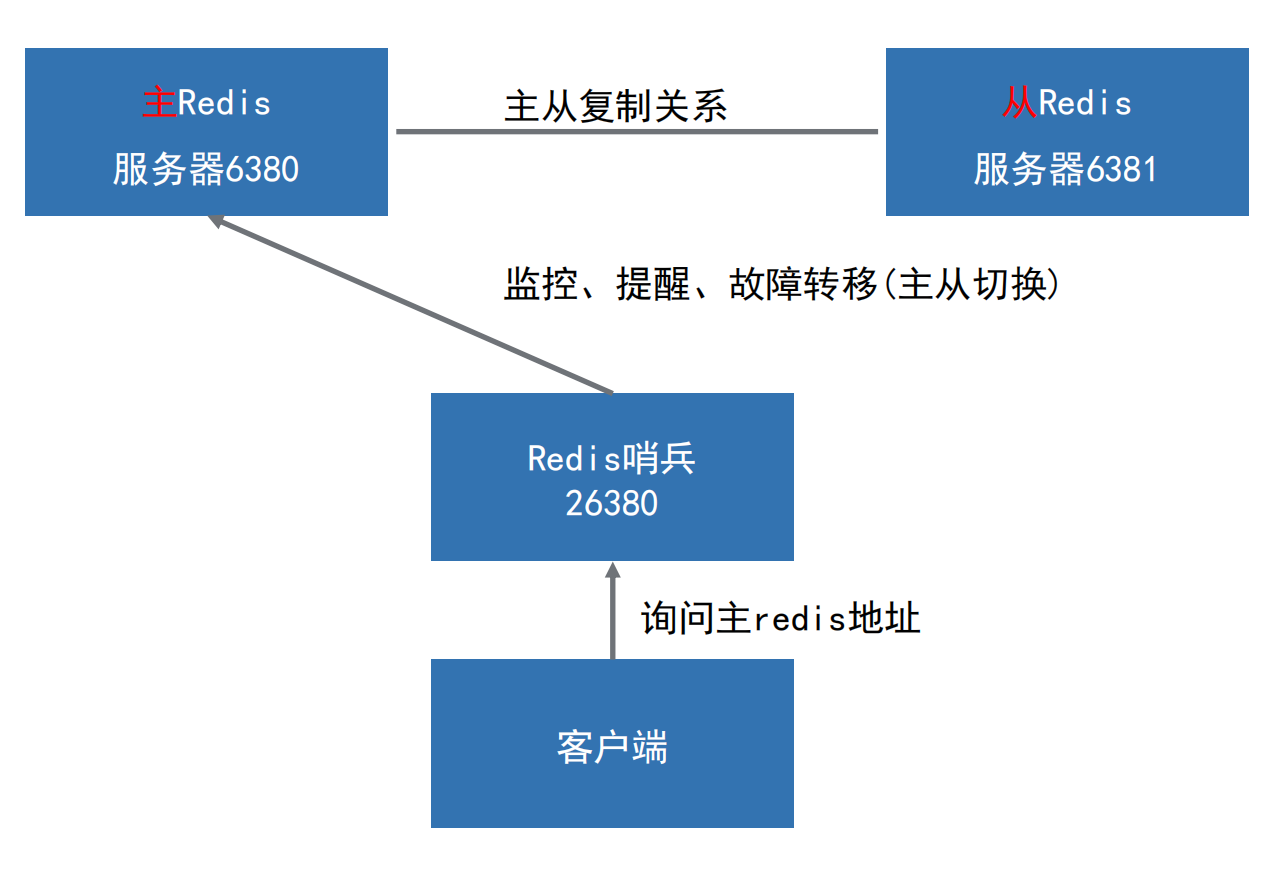 主Redis
服务器6380
主从复制关系
从Redis
服务器6381
监控、提醒、故障转移(主从切换)
Redis哨兵
26380
询问主redis地址
客户端